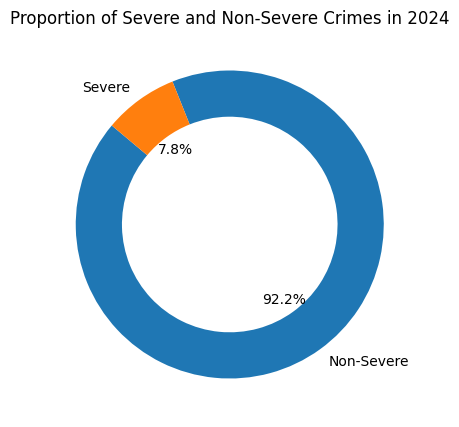 Proportion of Severe and Non-Severe Crimes in 2024
Severe
7.8%
92.2%
Non-Severe